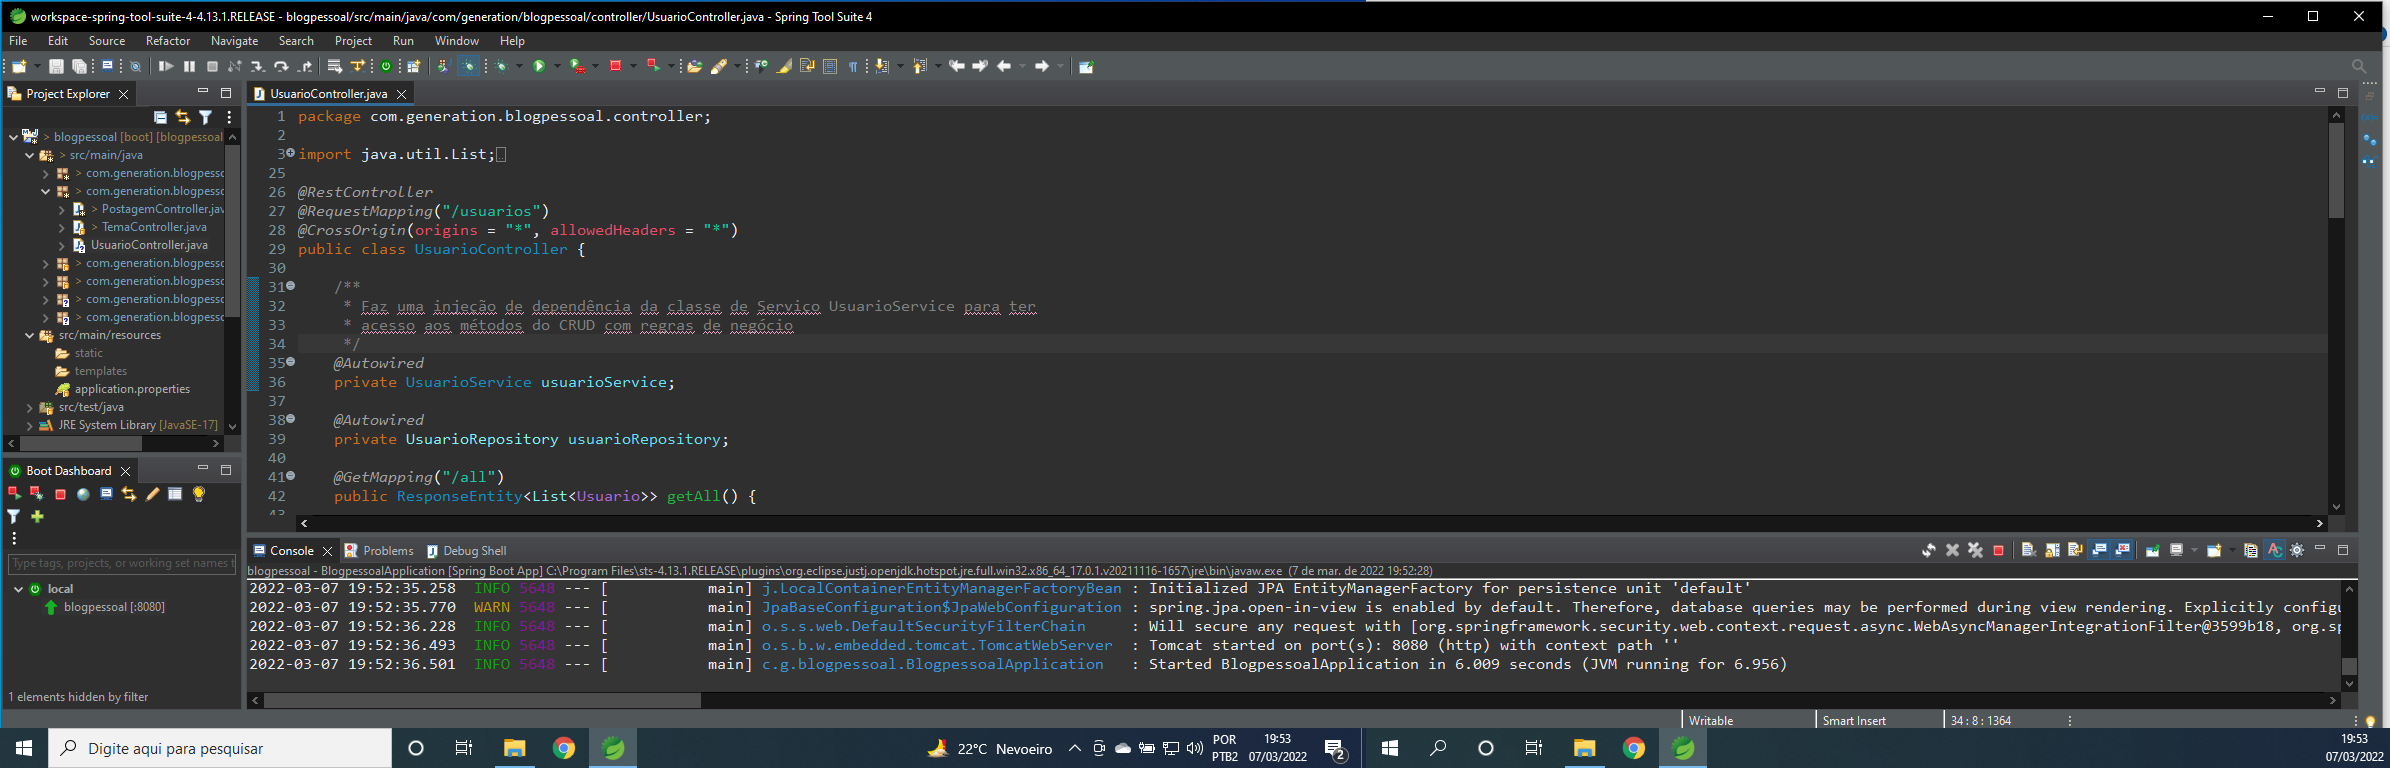 workspace-spring-tool-suite-4-4.13.1.RELEASE - blogpessoal/src/main/java/com/generation/blogpessoal/controller/UsuarioController.java - Spring Tool Suite 4
File Edit Source Refactor Navigate Search Project Run Window Help
Project Explorer
> blogpessoal [boot] [blogpessoal
> src/main/java
> com.generation.blogpesso
> com.generation.blogpesso
> PostagemController.jav
> TemaController.java
UsuarioController.java
> com.generation.blogpesso
> com.generation.blogpesso
> com.generation.blogpesso
> com.generation.blogpesso
src/main/resources
static
templates
application.properties
src/test/java
JRE System Library [JavaSE-17]
Boot Dashboard
Type tags, projects, or working set names t
local
blogpessoal [:8080]
1 elements hidden by filter
UsuarioController.java
1 package com.generation.blogpessoal.controller;
2
3 import java.util.List;
25
26 @RestController
27 @RequestMapping("/usuarios")
28 @CrossOrigin(origins = "*", allowedHeaders = "*")
29 public class UsuarioController {
30
31 /**
32 * Faz uma injeção de dependência da classe de Serviço UsuarioService para ter
33 * acesso aos métodos do CRUD com regras de negócio
34 */
35 @Autowired
36 private UsuarioService usuarioService;
37
38 @Autowired
39 private UsuarioRepository usuarioRepository;
40
41 @GetMapping("/all")
42 public ResponseEntity<List<Usuario>> getAll() {
43
Console Problems Debug Shell
blogpessoal - BlogpessoalApplication [Spring Boot App] C:\Program Files\sts-4.13.1.RELEASE\plugins\org.eclipse.justj.openjdk.hotspot.jre.full.win32.x86_64_17.0.1.v20211116-1657\jre\bin\javaw.exe (7 de mar. de 2022 19:52:28)
2022-03-07 19:52:35.258 INFO 5648 --- [ main] j.LocalContainerEntityManagerFactoryBean : Initialized JPA EntityManagerFactory for persistence unit 'default'
2022-03-07 19:52:35.770 WARN 5648 --- [ main] JpaBaseConfiguration$JpaWebConfiguration : spring.jpa.open-in-view is enabled by default. Therefore, database queries may be performed during view rendering. Explicitly configu
2022-03-07 19:52:36.228 INFO 5648 --- [ main] o.s.s.web.DefaultSecurityFilterChain : Will secure any request with [org.springframework.security.web.context.request.async.WebAsyncManagerIntegrationFilter@3599b18, org.sp
2022-03-07 19:52:36.493 INFO 5648 --- [ main] o.s.b.w.embedded.tomcat.TomcatWebServer : Tomcat started on port(s): 8080 (http) with context path ''
2022-03-07 19:52:36.501 INFO 5648 --- [ main] c.g.blogpessoal.BlogpessoalApplication : Started BlogpessoalApplication in 6.009 seconds (JVM running for 6.956)
Writable Smart Insert 34 : 8 : 1364
Digite aqui para pesquisar
22°C Nevoeiro
POR
PTB2
19:53
07/03/2022
2
19:53
07/03/2022